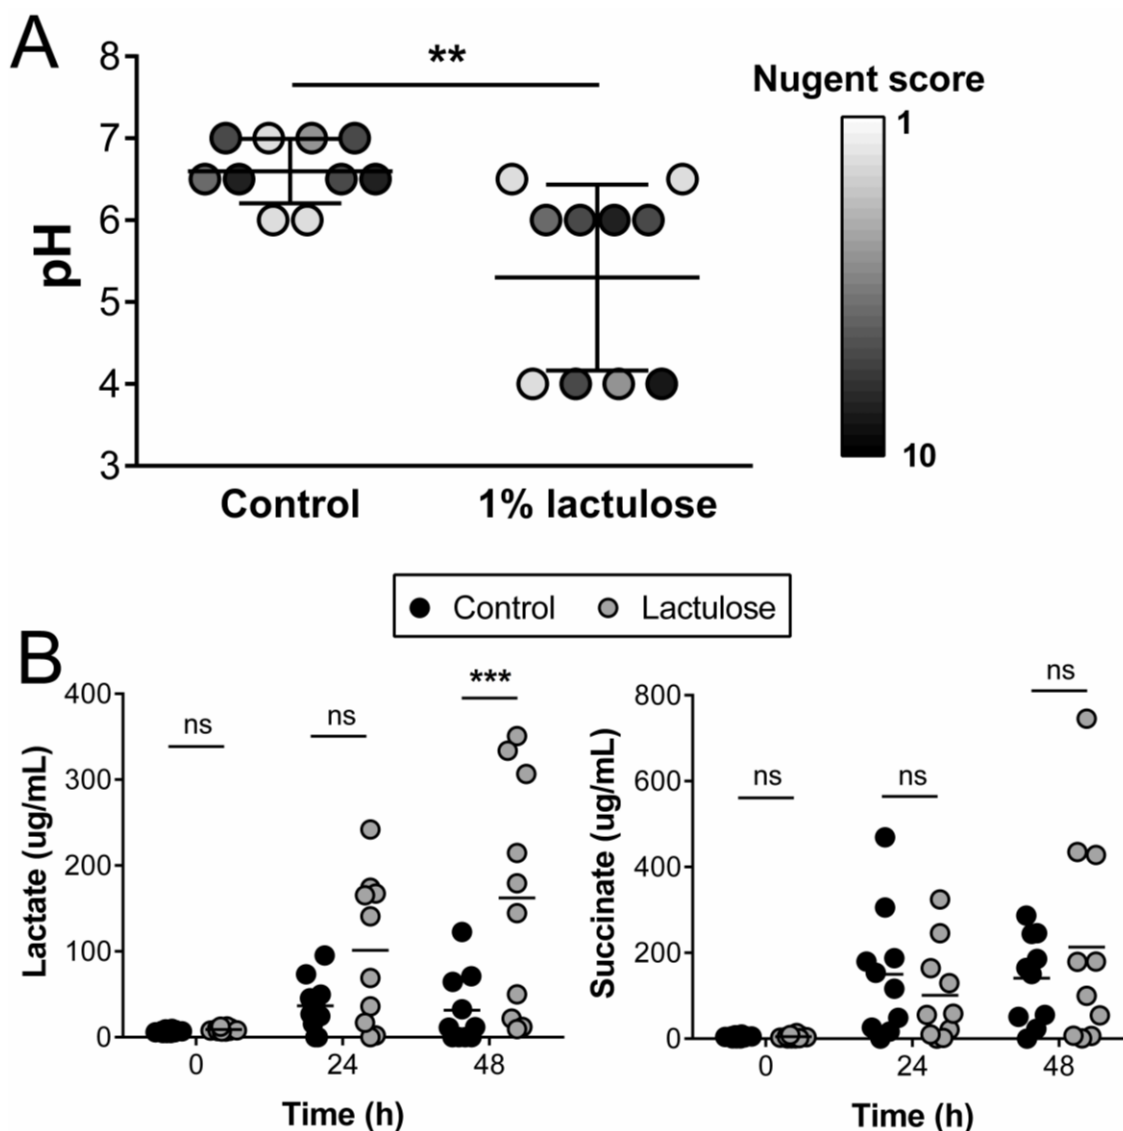 A
**
Nugent score
8
7
6
5
4
3
pH
1
10
Control
1% lactulose
Control
Lactulose
B
***
ns
ns
400
300
200
100
0
Lactate (ug/mL)
0
24
48
Time (h)
ns
ns
ns
800
600
400
200
0
Succinate (ug/mL)
0
24
48
Time (h)